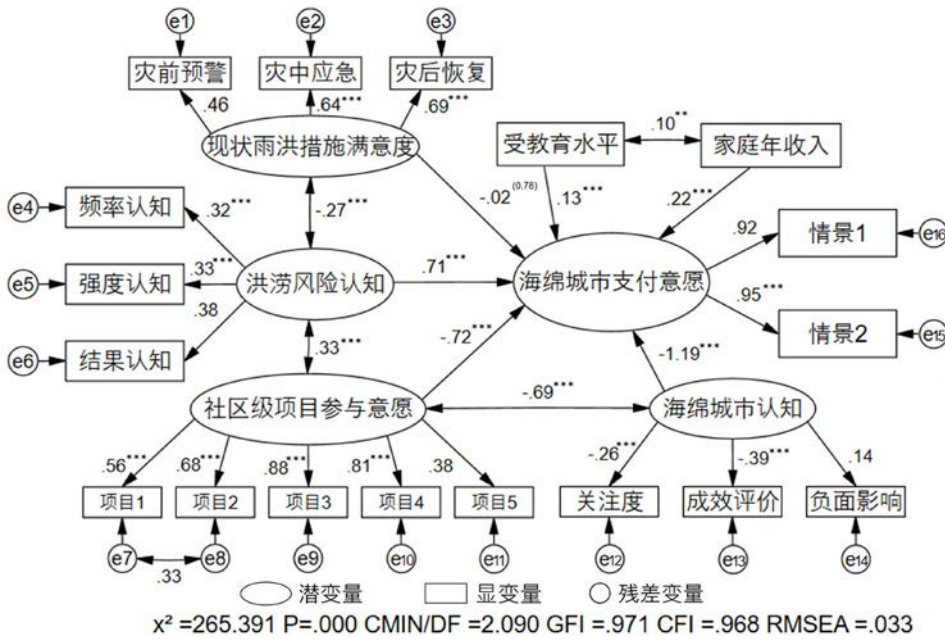 e1 e2 e3
灾前预警 灾中应急 灾后恢复
.46 .64*** .69***
现状雨洪措施满意度
受教育水平 .10** 家庭年收入
-.02(0.78) .13*** .22***
e4 频率认知 .32*** -.27***
.92 情景1 e16
e5 强度认知 .33*** 洪涝风险认知 .71*** 海绵城市支付意愿
.38 .95***
e6 结果认知 .33*** -.72*** 情景2 e15
-1.19***
社区级项目参与意愿 -.69*** 海绵城市认知
.56*** .68*** .88*** .81*** .38 -.26*** -.39*** .14
项目1 项目2 项目3 项目4 项目5 关注度 成效评价 负面影响
e7 e8 e9 e10 e11 e12 e13 e14
.33
潜变量 显变量 残差变量
x² =265.391 P=.000 CMIN/DF =2.090 GFI =.971 CFI =.968 RMSEA =.033